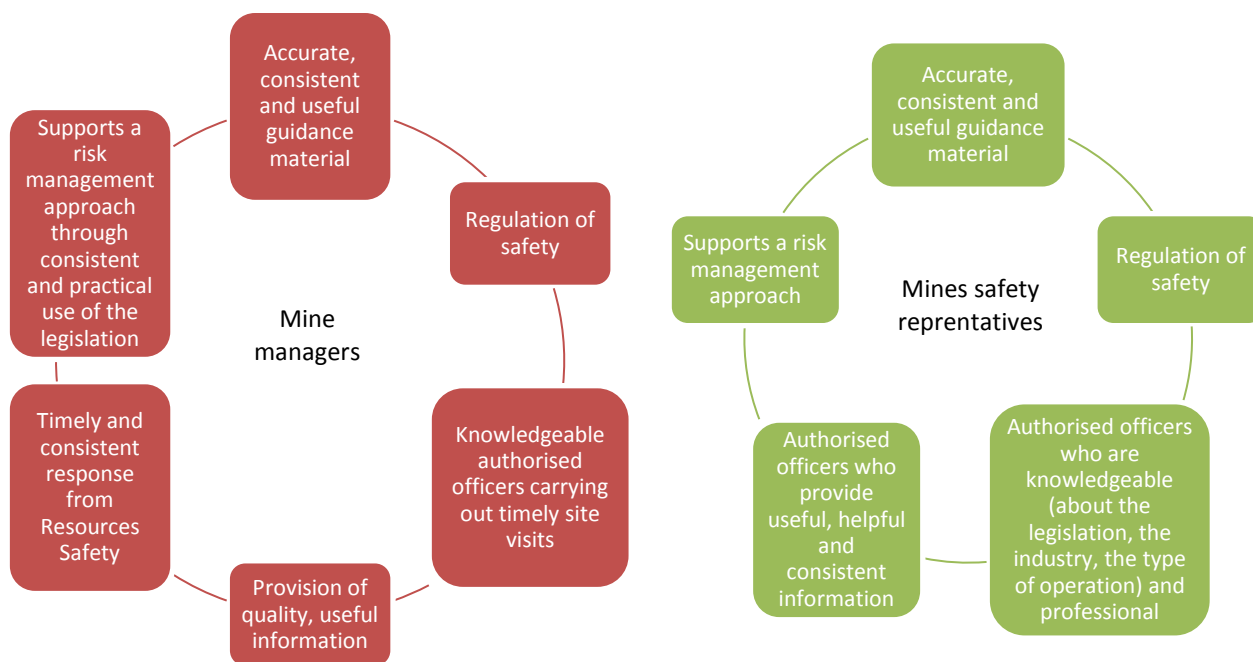 Accurate,
consistent
and useful
guidance
material
Regulation of
safety
Knowledgeable
authorised
officers carrying
out timely site
visits
Provision of
quality, useful
information
Timely and
consistent
response
from
Resources
Safety
Supports a
risk
management
approach
through
consistent
and practical
use of the
legislation
Mine
managers
Accurate,
consistent and
useful guidance
material
Regulation of
safety
Authorised officers
who are
knowledgeable
(about the
legislation, the
industry, the type
of operation) and
professional
Authorised
officers who
provide
useful, helpful
and
consistent
information
Supports a risk
management
approach
Mines safety
reprentatives